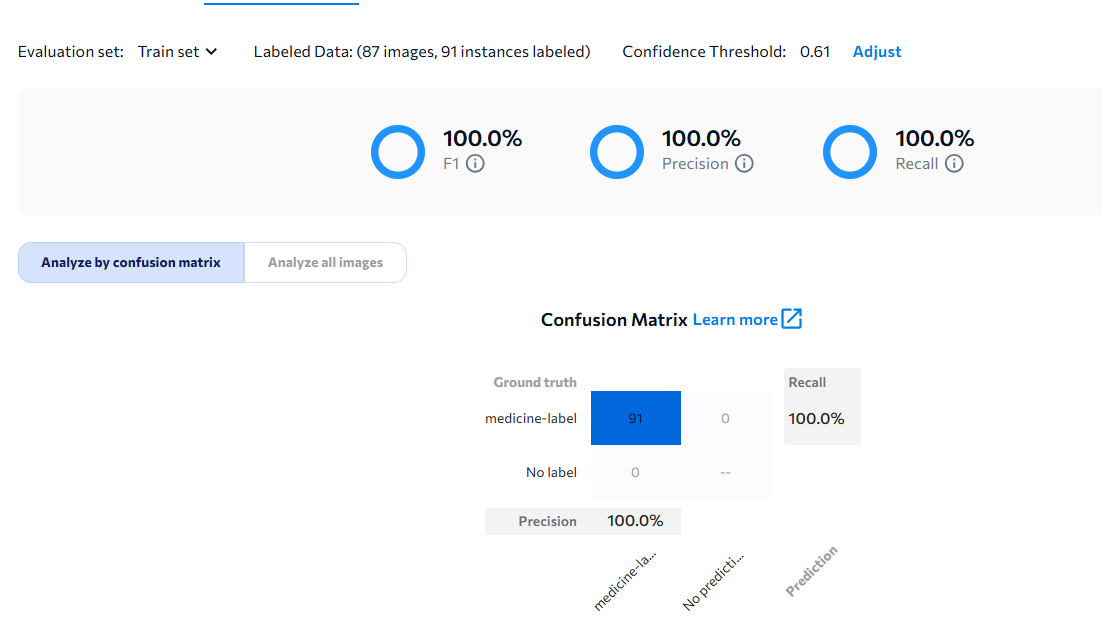 Evaluation set: Train set Labeled Data: (87 images, 91 instances labeled) Confidence Threshold: 0.61 Adjust
100.0% 100.0% 100.0%
F1 Precision Recall
Analyze by confusion matrix Analyze all images
Confusion Matrix Learn more
Ground truth Recall
medicine-label 91 0 100.0%
No label 0 --
Precision 100.0%
medicine-la... No predicti... Prediction